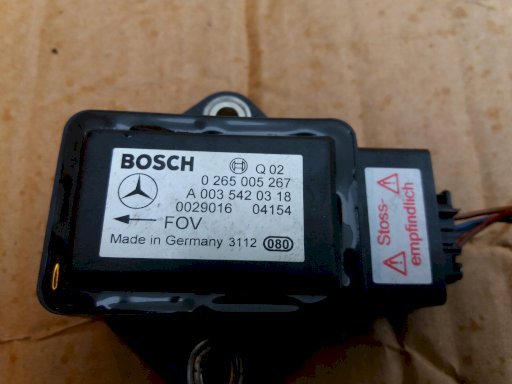 BOSCH Q 02
0 265 005 267
A 003 542 03 18
0029016 04154
FOV
Made in Germany 3112 080
Stoss-
empfindlich